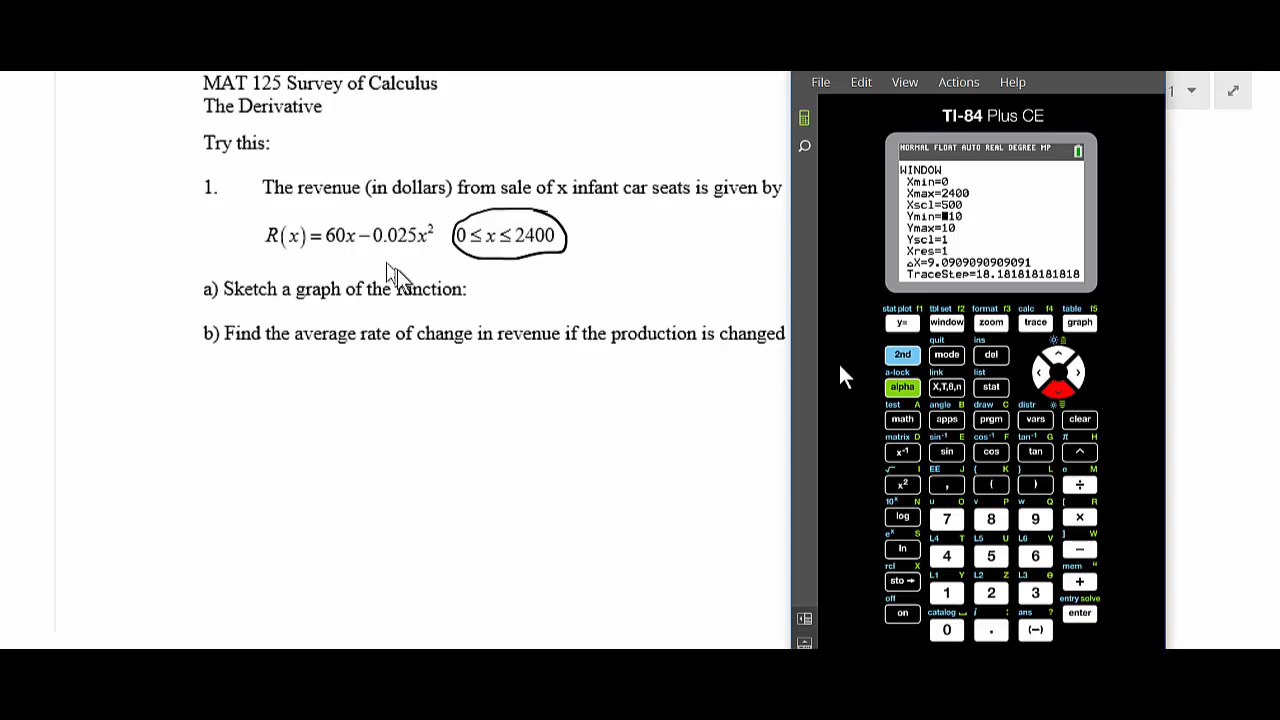 MAT 125 Survey of Calculus
The Derivative
Try this:
1. The revenue (in dollars) from sale of x infant car seats is given by
R(x) = 60x − 0.025x² 0 ≤ x ≤ 2400
a) Sketch a graph of the function:
b) Find the average rate of change in revenue if the production is changed
File Edit View Actions Help
1
TI-84 Plus CE
NORMAL FLOAT AUTO REAL DEGREE MP
WINDOW
Xmin=0
Xmax=2400
Xscl=500
Ymin=■10
Ymax=10
Yscl=1
Xres=1
△X=9.0909090909091
TraceStep=18.181818181818
stat plot f1 tbl set f2 format f3 calc f4 table f5
y= window zoom trace graph
quit ins
2nd mode del
a-lock link list
alpha X,T,θ,n stat
test A angle B draw C distr
math apps prgm vars clear
matrix D sin⁻¹ E cos⁻¹ F tan⁻¹ G π H
x⁻¹ sin cos tan ^
√ I EE J { K } L e M
x² , ( ) ÷
10ˣ N u O v P w Q [ R
log 7 8 9 ×
eˣ S L4 T L5 U L6 V ] W
ln 4 5 6 −
rcl X L1 Y L2 Z L3 θ mem "
sto → 1 2 3 +
off catalog i : ans ? entry solve
on 0 . (−) enter